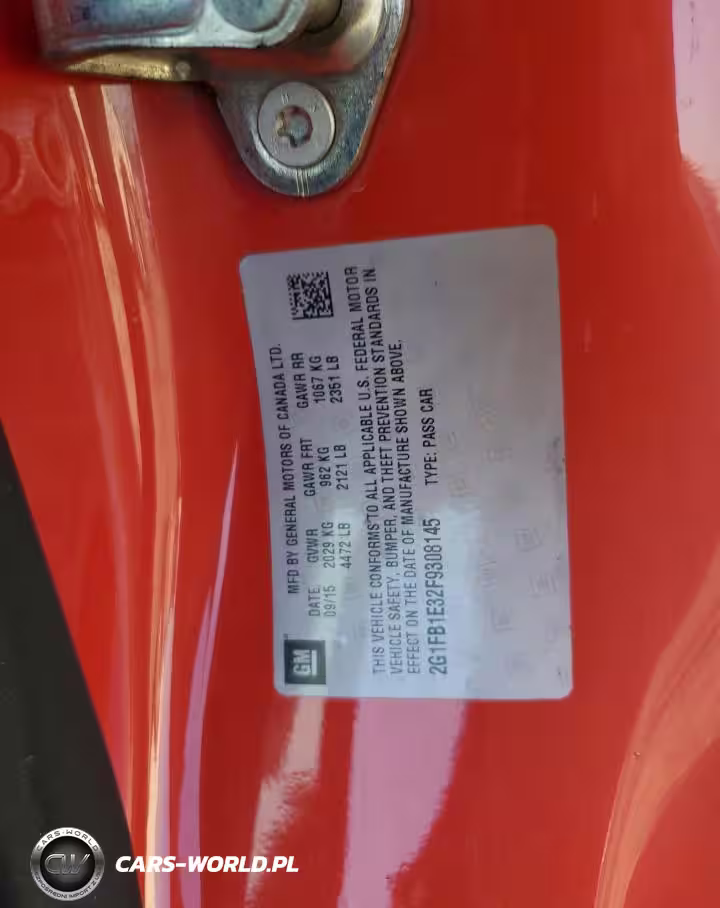 GM
MFD BY GENERAL MOTORS OF CANADA LTD.
DATE GVWR GAWR FRT GAWR RR
09/15 2029 KG 962 KG 1067 KG
4472 LB 2121 LB 2351 LB
THIS VEHICLE CONFORMS TO ALL APPLICABLE U.S. FEDERAL MOTOR
VEHICLE SAFETY, BUMPER, AND THEFT PREVENTION STANDARDS IN
EFFECT ON THE DATE OF MANUFACTURE SHOWN ABOVE.
2G1FB1E32F9308145 TYPE: PASS CAR
CARS-WORLD
CW
CARS-WORLD.PL